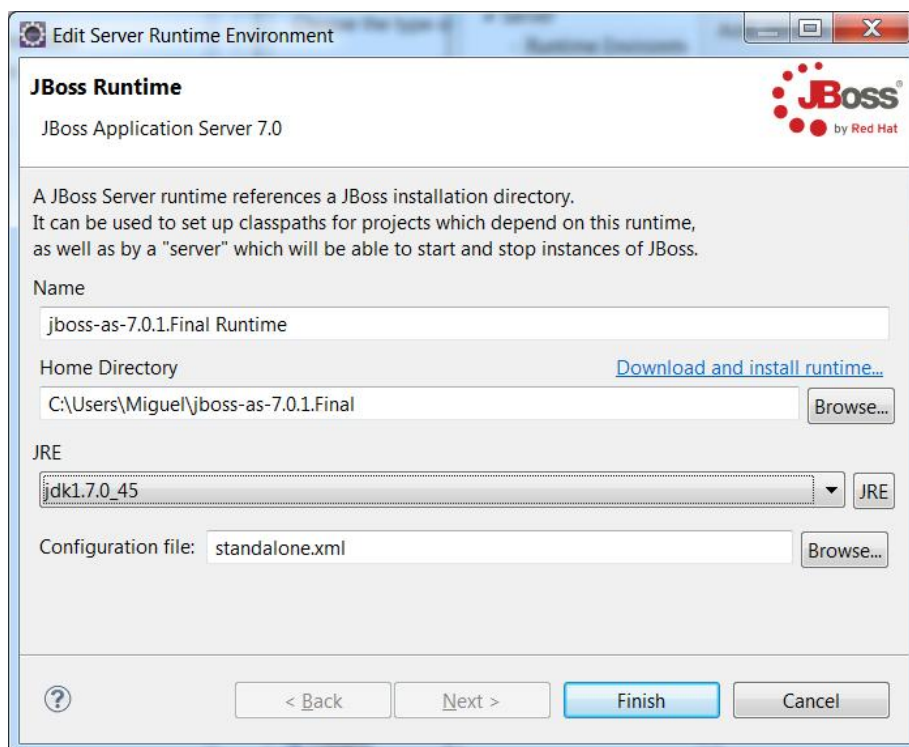 Edit Server Runtime Environment
JBoss Runtime
JBoss Application Server 7.0
JBoss®
by Red Hat
A JBoss Server runtime references a JBoss installation directory.
It can be used to set up classpaths for projects which depend on this runtime,
as well as by a "server" which will be able to start and stop instances of JBoss.
Name
jboss-as-7.0.1.Final Runtime
Home Directory
Download and install runtime...
C:\Users\Miguel\jboss-as-7.0.1.Final
Browse...
JRE
jdk1.7.0_45
JRE
Configuration file:
standalone.xml
Browse...
?
< Back
Next >
Finish
Cancel